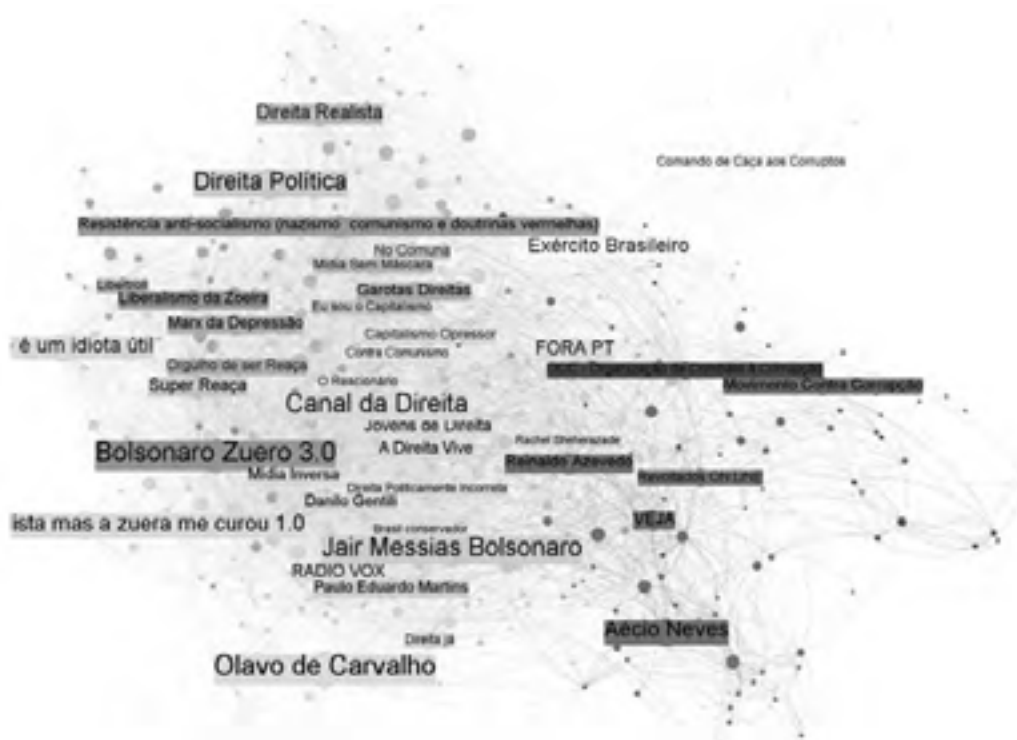 Direita Realista
Comando de Caça aos Corruptos
Direita Política
Resistência anti-socialismo (nazismo comunismo e doutrinas vermelhas)
Exército Brasileiro
No Comuna
Mídia Sem Máscara
Garotas Direitas
Liberalismo da Zoeira
Eu sou o Capitalismo
Marx da Depressão
Capitalismo Opressor
é um idiota útil
Contra Comunismo
FORA PT
Orgulho de ser Reaça
Organização de Combate à Corrupção
Super Reaça
O Reacionário
Movimento Contra Corrupção
Canal da Direita
Jovens de Direita
Rachel Sheherazade
A Direita Vive
Bolsonaro Zuero 3.0
Reinaldo Azevedo
Mídia Inversa
Revoltados ON LINE
Direita Politicamente Incorreta
Danilo Gentili
VEJA
ista mas a zuera me curou 1.0
Brasil conservador
Jair Messias Bolsonaro
RADIO VOX
Paulo Eduardo Martins
Aécio Neves
Direita já
Olavo de Carvalho